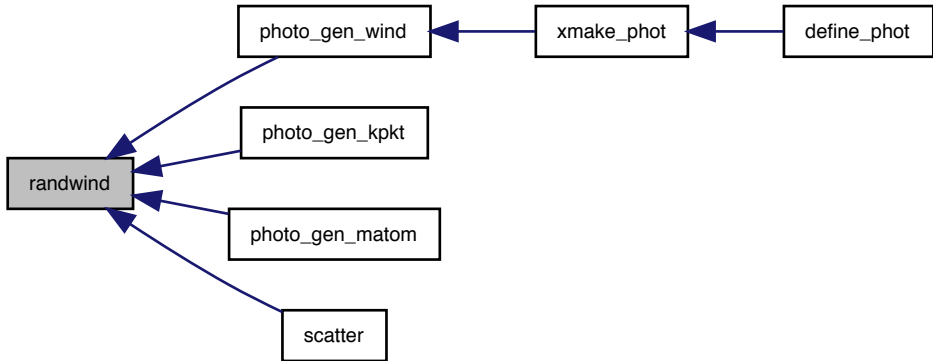 photo_gen_wind
xmake_phot
define_phot
photo_gen_kpkt
randwind
photo_gen_matom
scatter